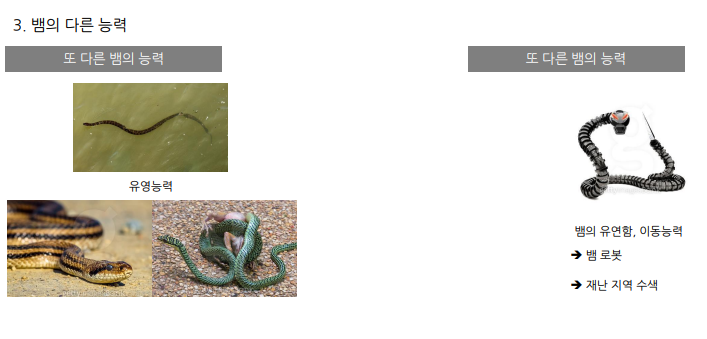 3. 뱀의 다른 능력
또 다른 뱀의 능력
유영능력
또 다른 뱀의 능력
뱀의 유연함, 이동능력
➔ 뱀 로봇
➔ 재난 지역 수색